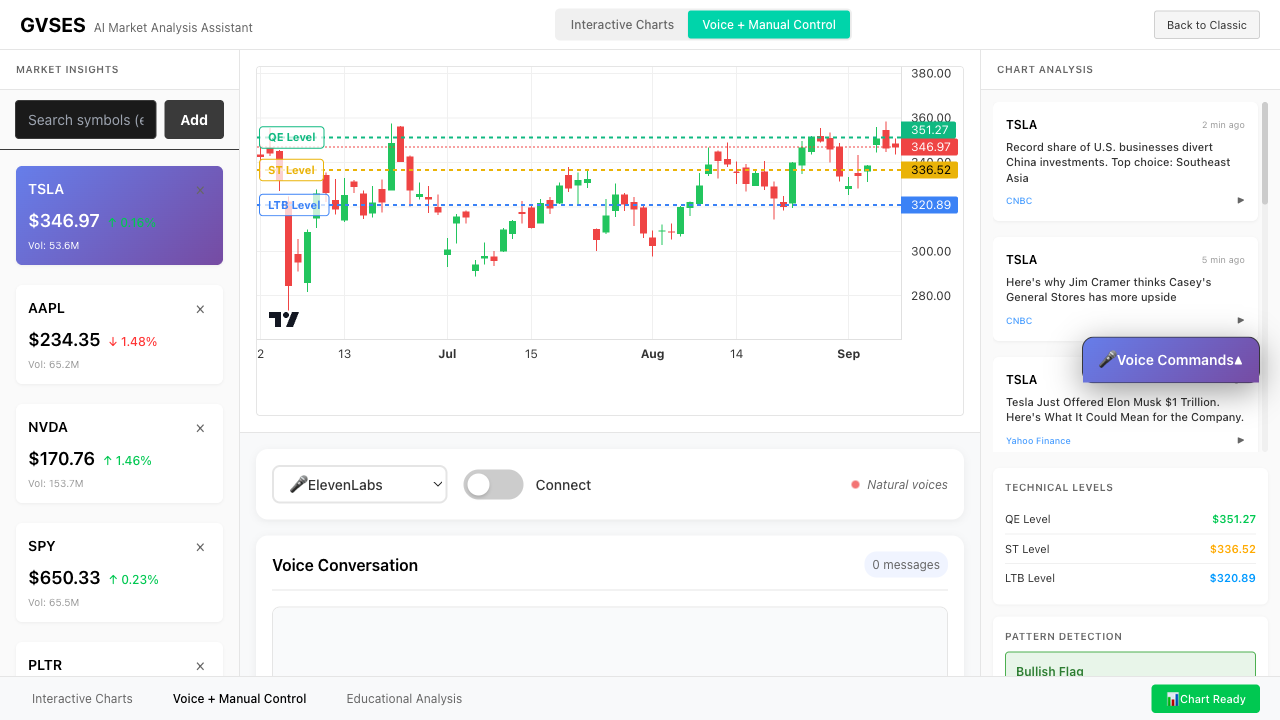 GVSES AI Market Analysis Assistant
Interactive Charts
Voice + Manual Control
Back to Classic
MARKET INSIGHTS
Search symbols (e
Add
TSLA
×
$346.97 ↑ 0.16%
Vol: 53.6M
AAPL
×
$234.35 ↓ 1.48%
Vol: 65.2M
NVDA
×
$170.76 ↑ 1.46%
Vol: 153.7M
SPY
×
$650.33 ↑ 0.23%
Vol: 65.5M
PLTR
×
380.00
360.00
351.27
346.97
340.00
336.52
320.89
300.00
280.00
QE Level
ST Level
LTB Level
2
13
Jul
15
Aug
14
Sep
🎤ElevenLabs
Connect
Natural voices
Voice Conversation
0 messages
CHART ANALYSIS
TSLA
2 min ago
Record share of U.S. businesses divert
China investments. Top choice: Southeast
Asia
CNBC
▶
TSLA
5 min ago
Here's why Jim Cramer thinks Casey's
General Stores has more upside
CNBC
▶
🎤Voice Commands▲
TSLA
Tesla Just Offered Elon Musk $1 Trillion.
Here's What It Could Mean for the Company.
Yahoo Finance
▶
TECHNICAL LEVELS
QE Level $351.27
ST Level $336.52
LTB Level $320.89
PATTERN DETECTION
Bullish Flag
Interactive Charts
Voice + Manual Control
Educational Analysis
📊Chart Ready